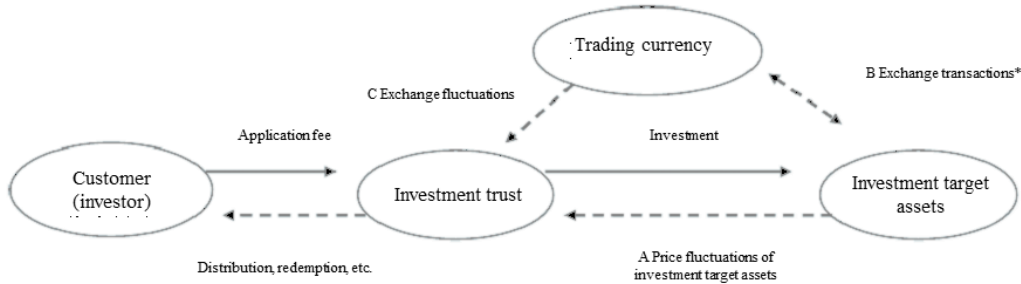 Trading currency
B Exchange transactions*
C Exchange fluctuations
Application fee
Investment
Customer
(investor)
Investment trust
Investment target
assets
Distribution, redemption, etc.
A Price fluctuations of
investment target assets